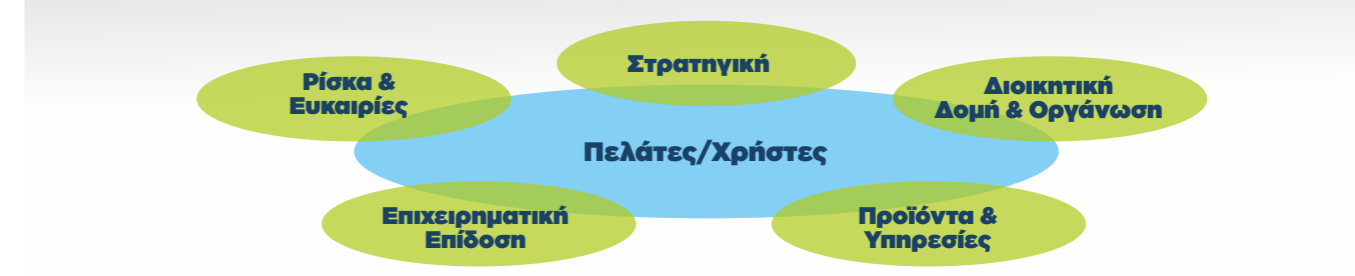 Στρατηγική
Ρίσκα &
Ευκαιρίες
Διοικητική
Δομή & Οργάνωση
Πελάτες/Χρήστες
Επιχειρηματική
Επίδοση
Προϊόντα &
Υπηρεσίες